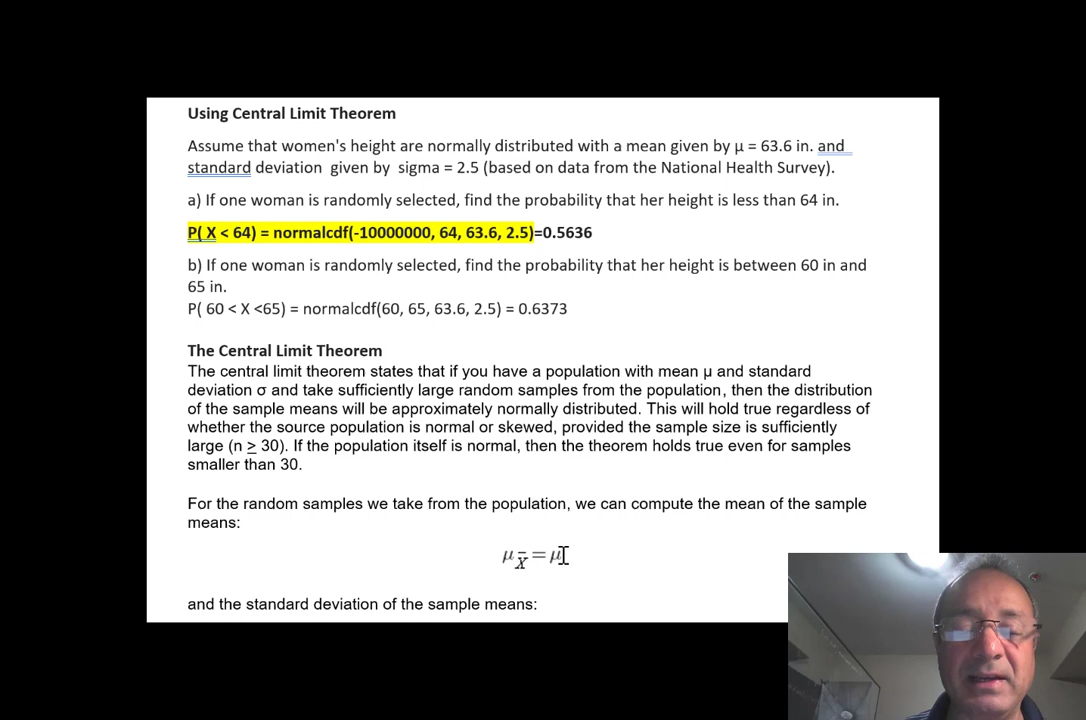 Using Central Limit Theorem
Assume that women's height are normally distributed with a mean given by μ = 63.6 in. and
standard deviation given by sigma = 2.5 (based on data from the National Health Survey).
a) If one woman is randomly selected, find the probability that her height is less than 64 in.
P( X < 64) = normalcdf(-10000000, 64, 63.6, 2.5)=0.5636
b) If one woman is randomly selected, find the probability that her height is between 60 in and
65 in.
P( 60 < X <65) = normalcdf(60, 65, 63.6, 2.5) = 0.6373
The Central Limit Theorem
The central limit theorem states that if you have a population with mean μ and standard
deviation σ and take sufficiently large random samples from the population, then the distribution
of the sample means will be approximately normally distributed. This will hold true regardless of
whether the source population is normal or skewed, provided the sample size is sufficiently
large (n ≥ 30). If the population itself is normal, then the theorem holds true even for samples
smaller than 30.
For the random samples we take from the population, we can compute the mean of the sample
means:
μ X̄ = μ
and the standard deviation of the sample means: